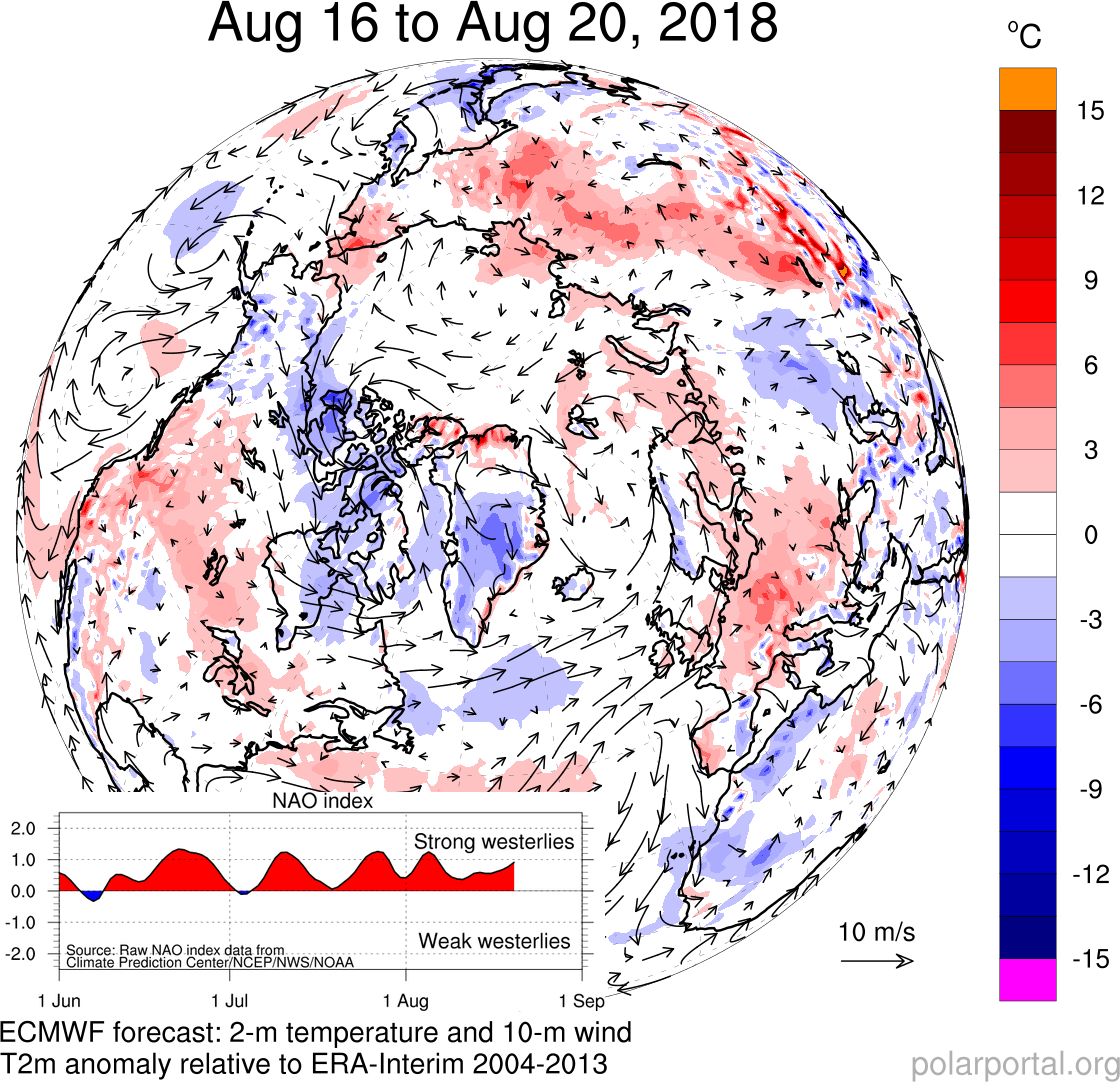 Aug 16 to Aug 20, 2018
°C
15
12
9
6
3
0
-3
-6
-9
-12
-15
10 m/s
NAO index
Strong westerlies
2.0
1.0
0.0
-1.0
-2.0
Weak westerlies
Source: Raw NAO index data from
Climate Prediction Center/NCEP/NWS/NOAA
1 Jun
1 Jul
1 Aug
1 Sep
ECMWF forecast: 2-m temperature and 10-m wind
T2m anomaly relative to ERA-Interim 2004-2013
polarportal.org